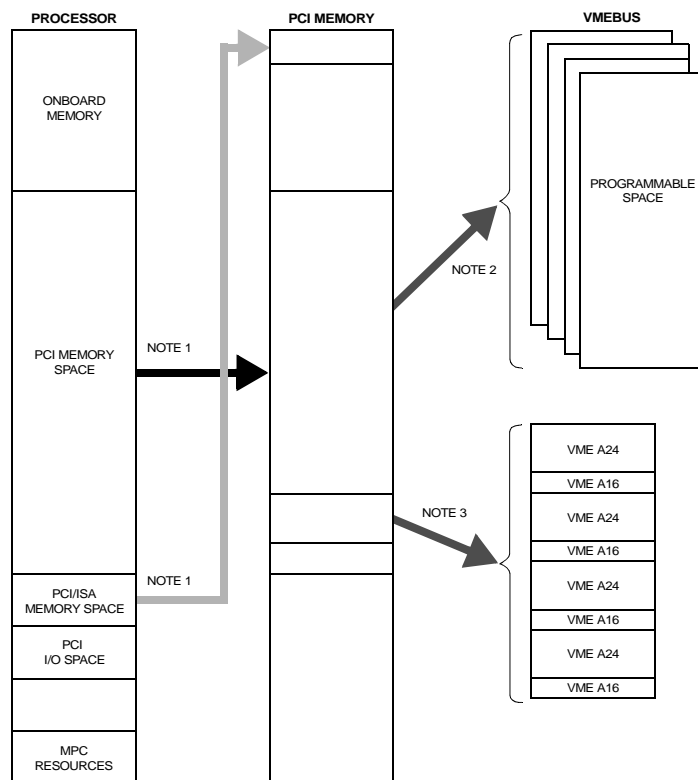 PROCESSOR
PCI MEMORY
VMEBUS
ONBOARD
MEMORY
PROGRAMMABLE
SPACE
NOTE 2
PCI MEMORY
SPACE
NOTE 1
VME A24
VME A16
NOTE 3
VME A24
VME A16
NOTE 1
PCI/ISA
MEMORY SPACE
VME A24
VME A16
PCI
I/O SPACE
VME A24
VME A16
MPC
RESOURCES